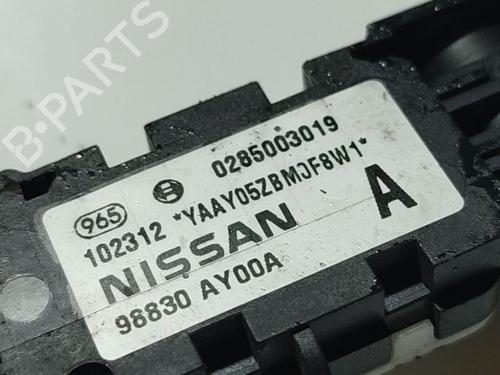 B-PARTS
965
0285003019
102312 *YAAY05ZBMJF8W1*
NISSAN A
98830 AY00A